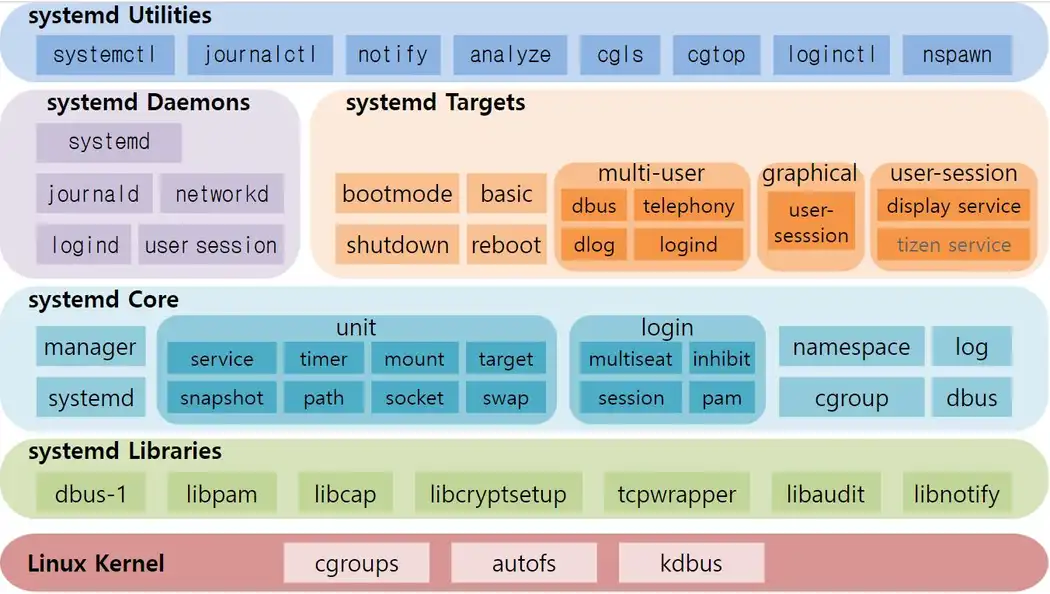 systemd Utilities
systemctl journalctl notify analyze cgls cgtop loginctl nspawn
systemd Daemons
systemd
journald networkd
logind user session
systemd Targets
bootmode basic
shutdown reboot
multi-user
dbus telephony
dlog logind
graphical
user-
sesssion
user-session
display service
tizen service
systemd Core
manager
systemd
unit
service timer mount target
snapshot path socket swap
login
multiseat inhibit
session pam
namespace log
cgroup dbus
systemd Libraries
dbus-1 libpam libcap libcryptsetup tcpwrapper libaudit libnotify
Linux Kernel cgroups autofs kdbus